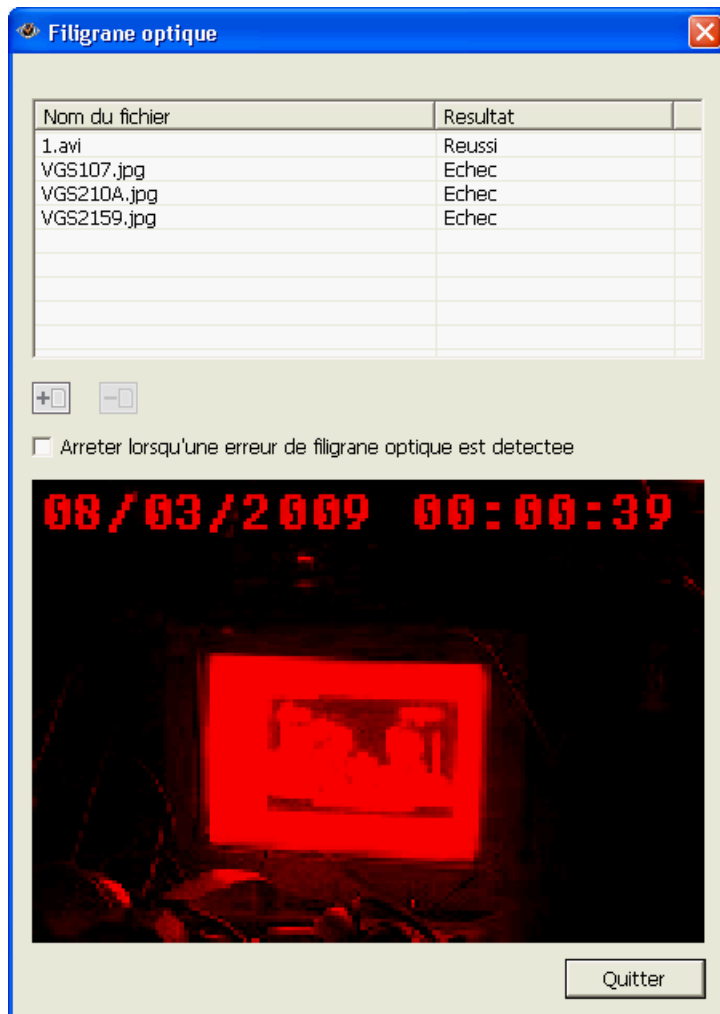 Filigrane optique
Nom du fichier Resultat
1.avi Reussi
VGS107.jpg Echec
VGS210A.jpg Echec
VGS2159.jpg Echec
Arreter lorsqu'une erreur de filigrane optique est detectee
08/03/2009 00:00:39
Quitter